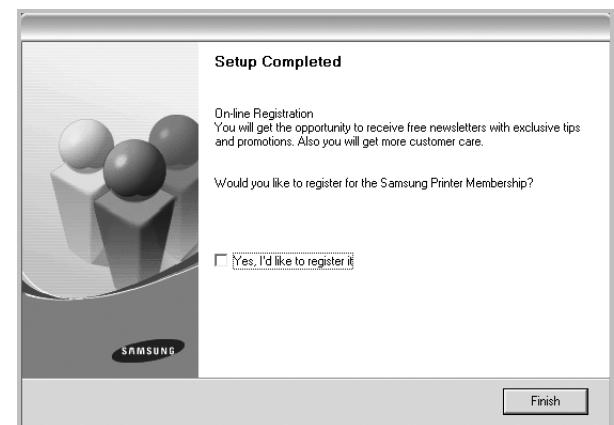 Setup Completed
On-line Registration
You will get the opportunity to receive free newsletters with exclusive tips
and promotions. Also you will get more customer care.
Would you like to register for the Samsung Printer Membership?
Yes, I'd like to register it
SAMSUNG
Finish